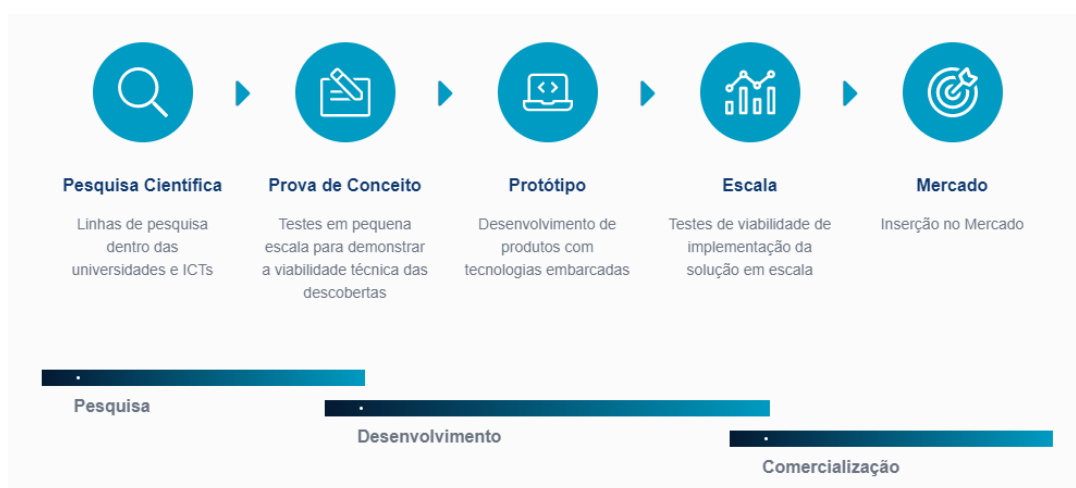 Pesquisa Científica
Linhas de pesquisa
dentro das
universidades e ICTs
Prova de Conceito
Testes em pequena
escala para demonstrar
a viabilidade técnica das
descobertas
Protótipo
Desenvolvimento de
produtos com
tecnologias embarcadas
Escala
Testes de viabilidade de
implementação da
solução em escala
Mercado
Inserção no Mercado
Pesquisa
Desenvolvimento
Comercialização